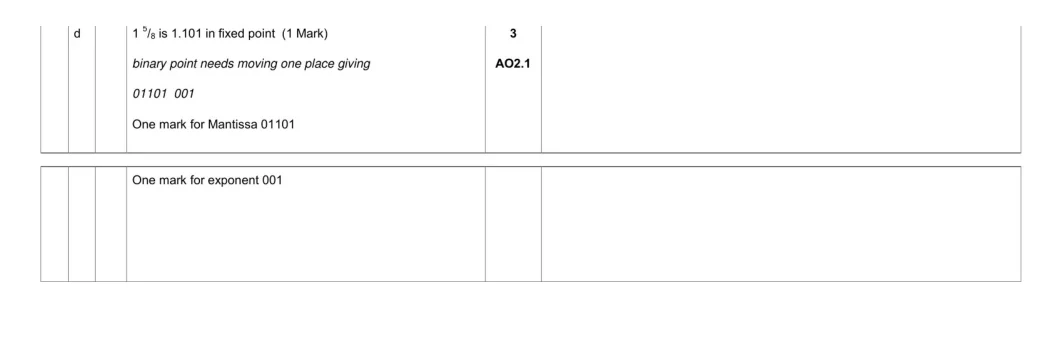 d 1 5/8 is 1.101 in fixed point (1 Mark) 3
binary point needs moving one place giving AO2.1
01101 001
One mark for Mantissa 01101
One mark for exponent 001